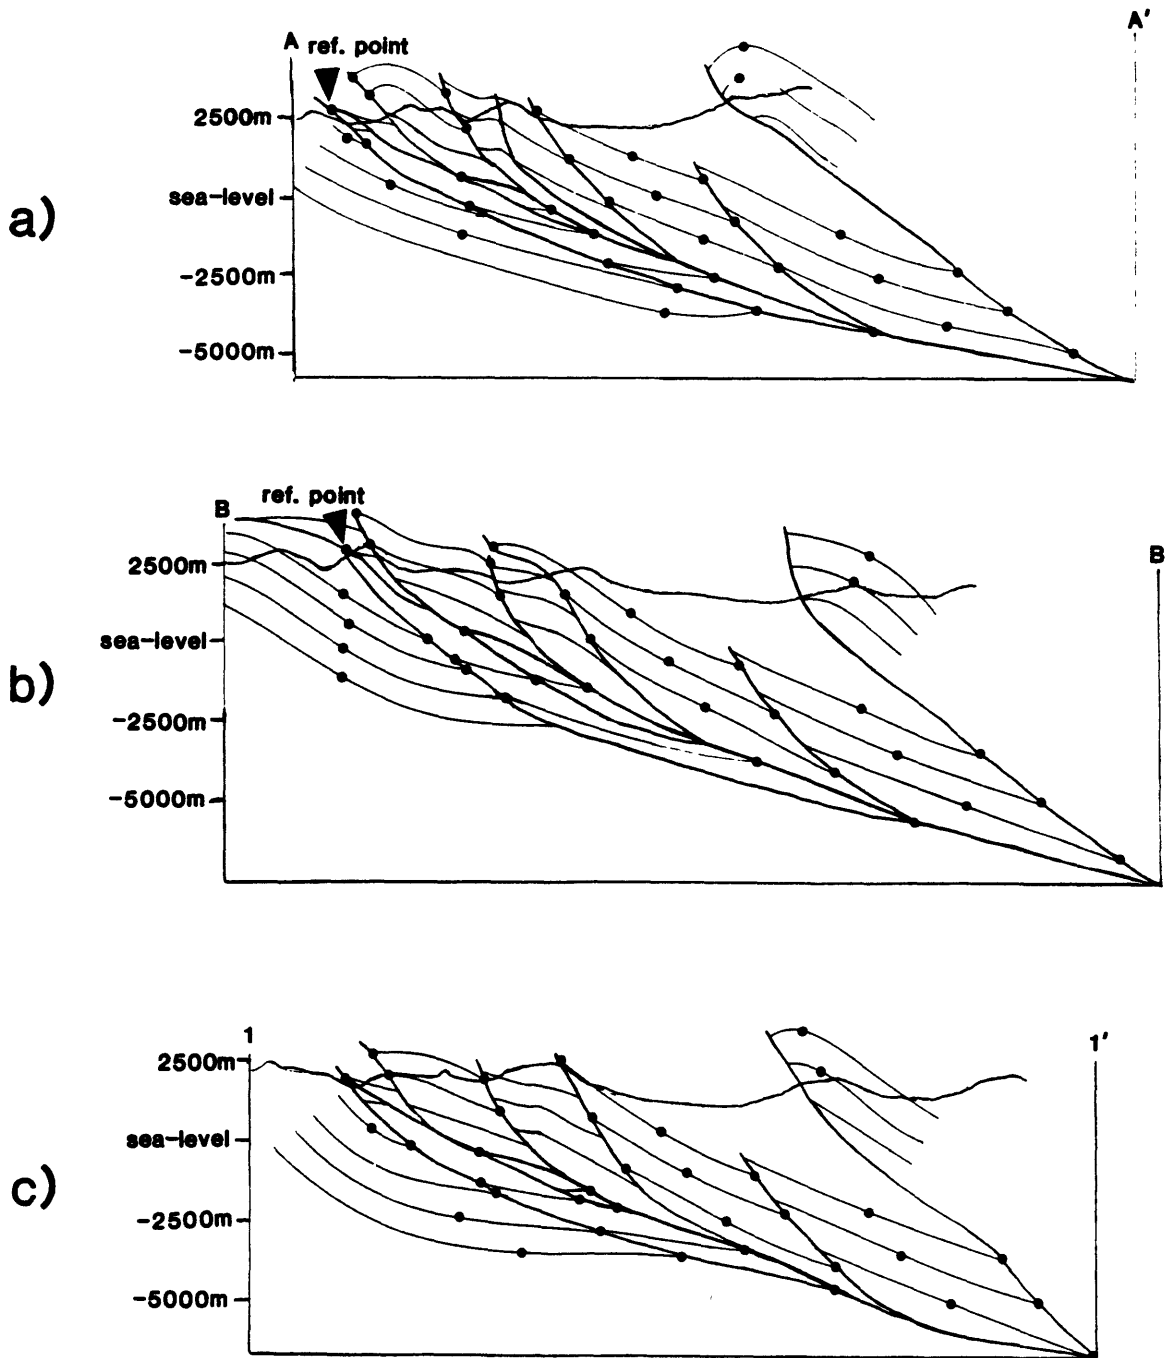 A
A'
ref. point
2500m
sea-level
-2500m
-5000m
a)
B
B
ref. point
2500m
sea-level
-2500m
-5000m
b)
1
1'
2500m
sea-level
-2500m
-5000m
c)